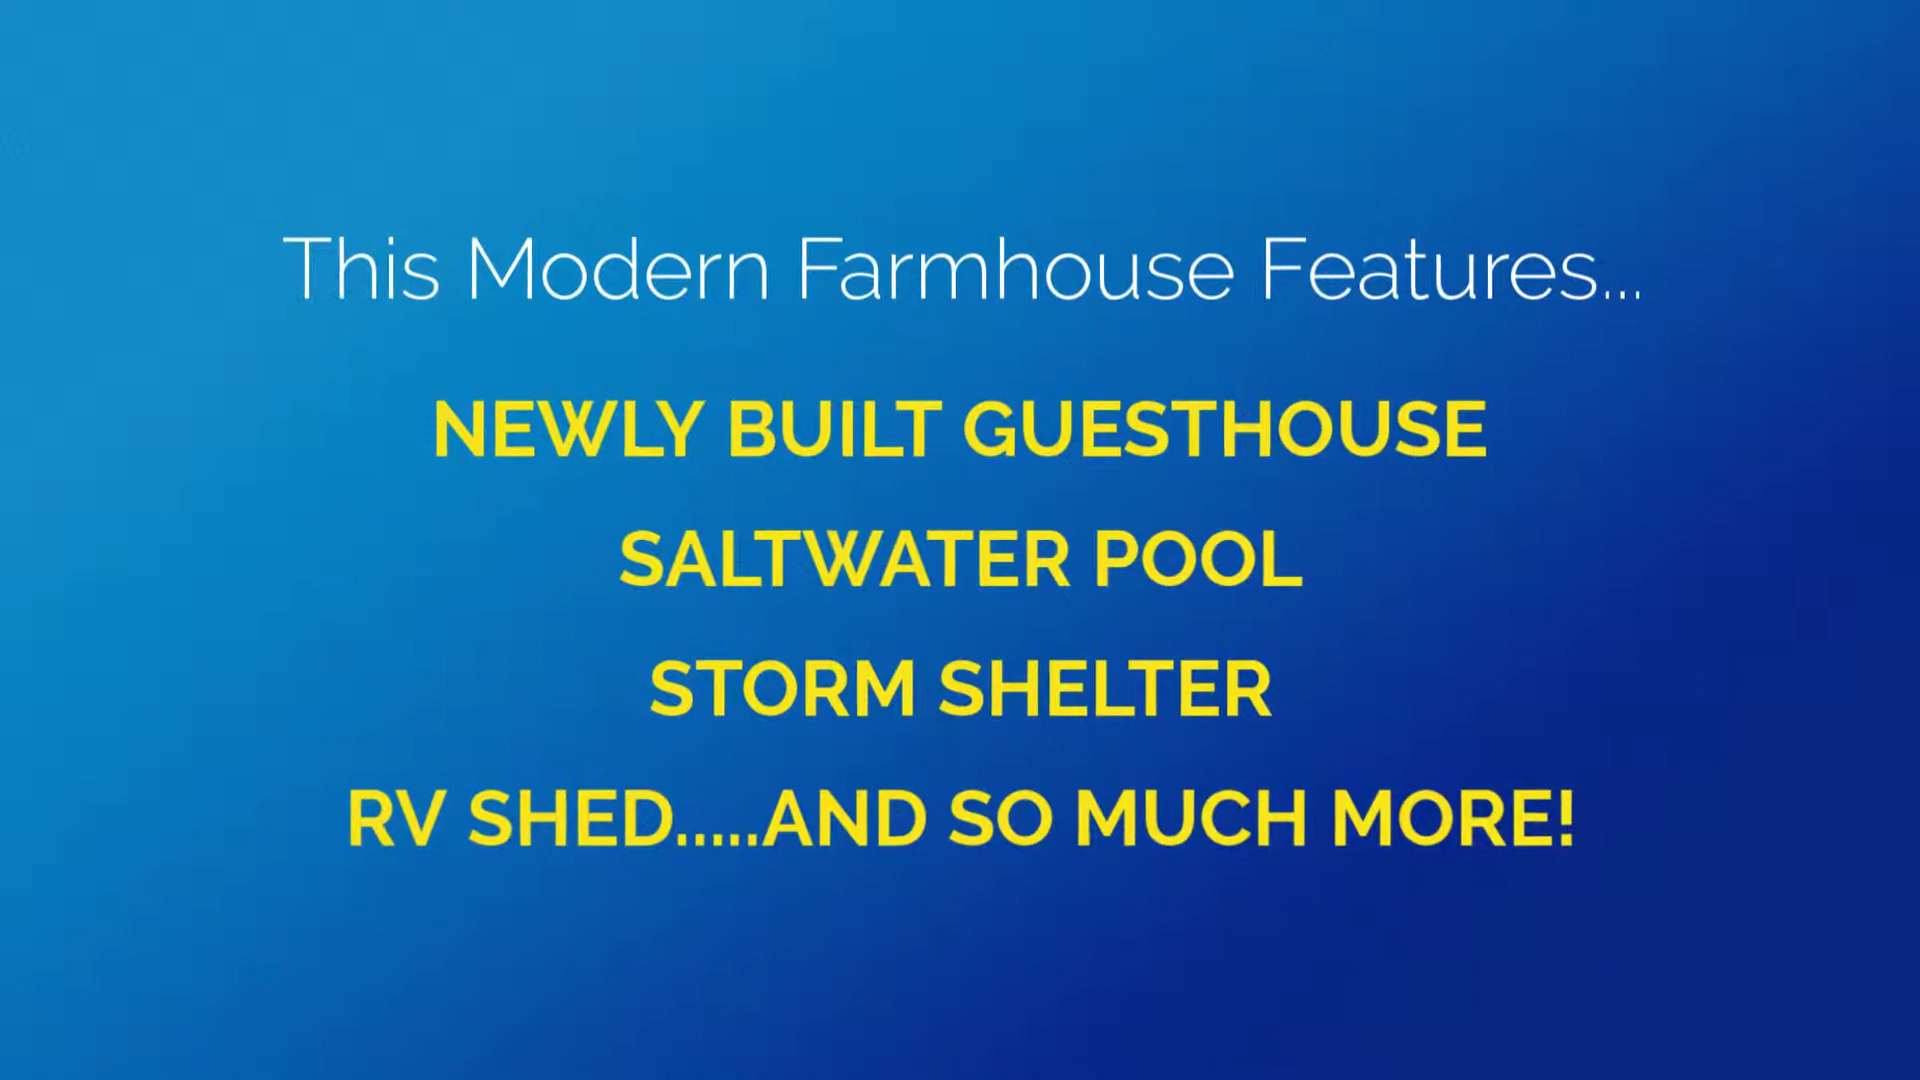 This Modern Farmhouse Features...
NEWLY BUILT GUESTHOUSE
SALTWATER POOL
STORM SHELTER
RV SHED.....AND SO MUCH MORE!